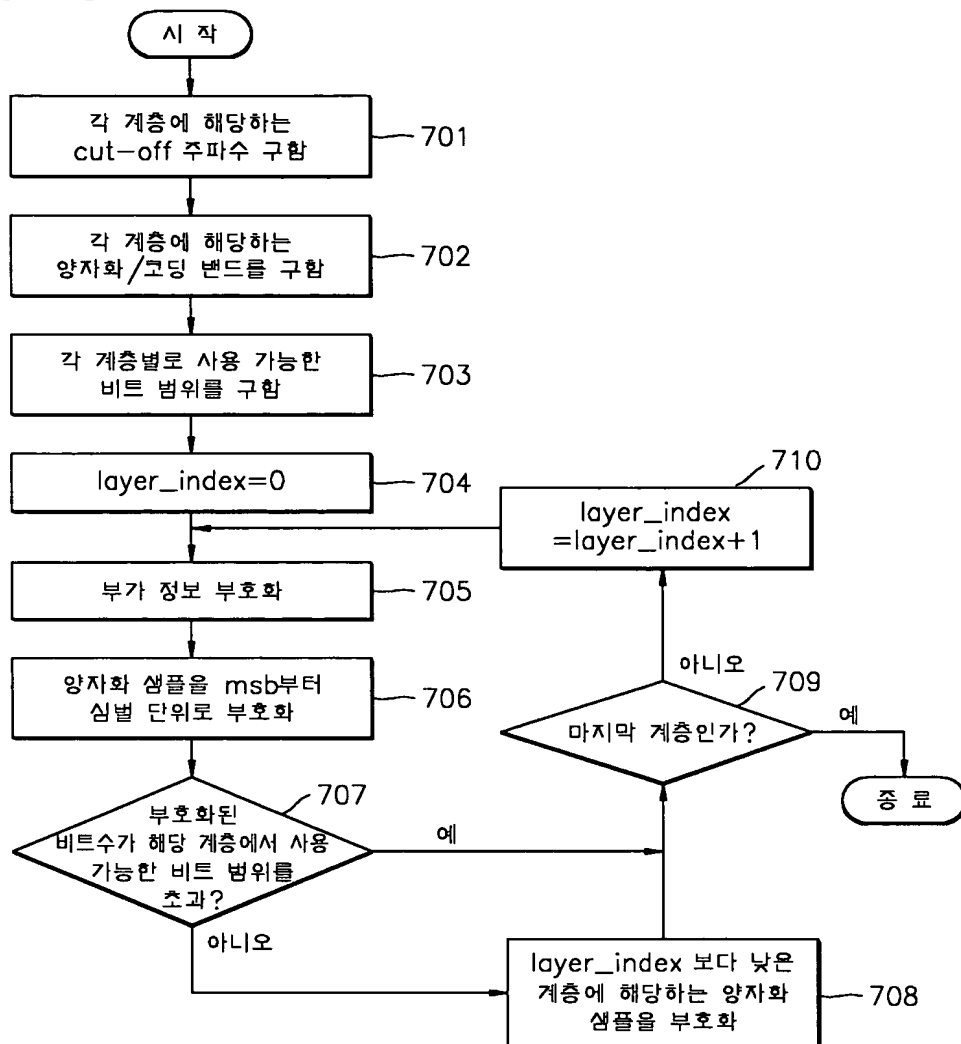 시 작
각 계층에 해당하는
cut-off 주파수 구함
701
각 계층에 해당하는
양자화/코딩 밴드를 구함
702
각 계층별로 사용 가능한
비트 범위를 구함
703
layer_index=0
704
710
layer_index
=layer_index+1
부가 정보 부호화
705
양자화 샘플을 msb부터
심벌 단위로 부호화
706
아니오
709
마지막 계층인가?
예
종 료
707
부호화된
비트수가 해당 계층에서 사용
가능한 비트 범위를
초과?
예
아니오
layer_index 보다 낮은
계층에 해당하는 양자화
샘플을 부호화
708